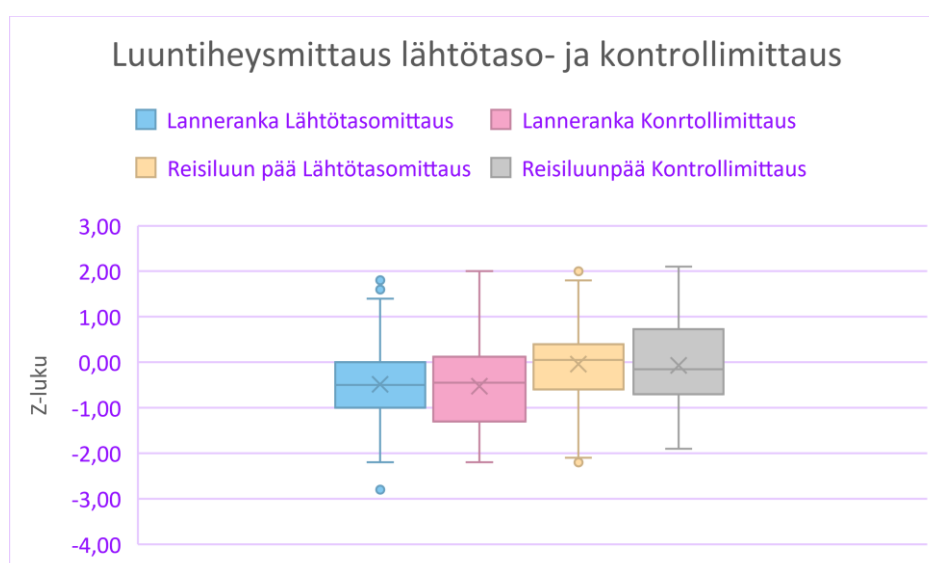 Luuntiheysmittaus lähtötaso- ja kontrollimittaus
Lanneranka Lähtötasomittaus
Lanneranka Konrtollimittaus
Reisiluun pää Lähtötasomittaus
Reisiluunpää Kontrollimittaus
3,00
2,00
1,00
0,00
-1,00
-2,00
-3,00
-4,00
Z-luku